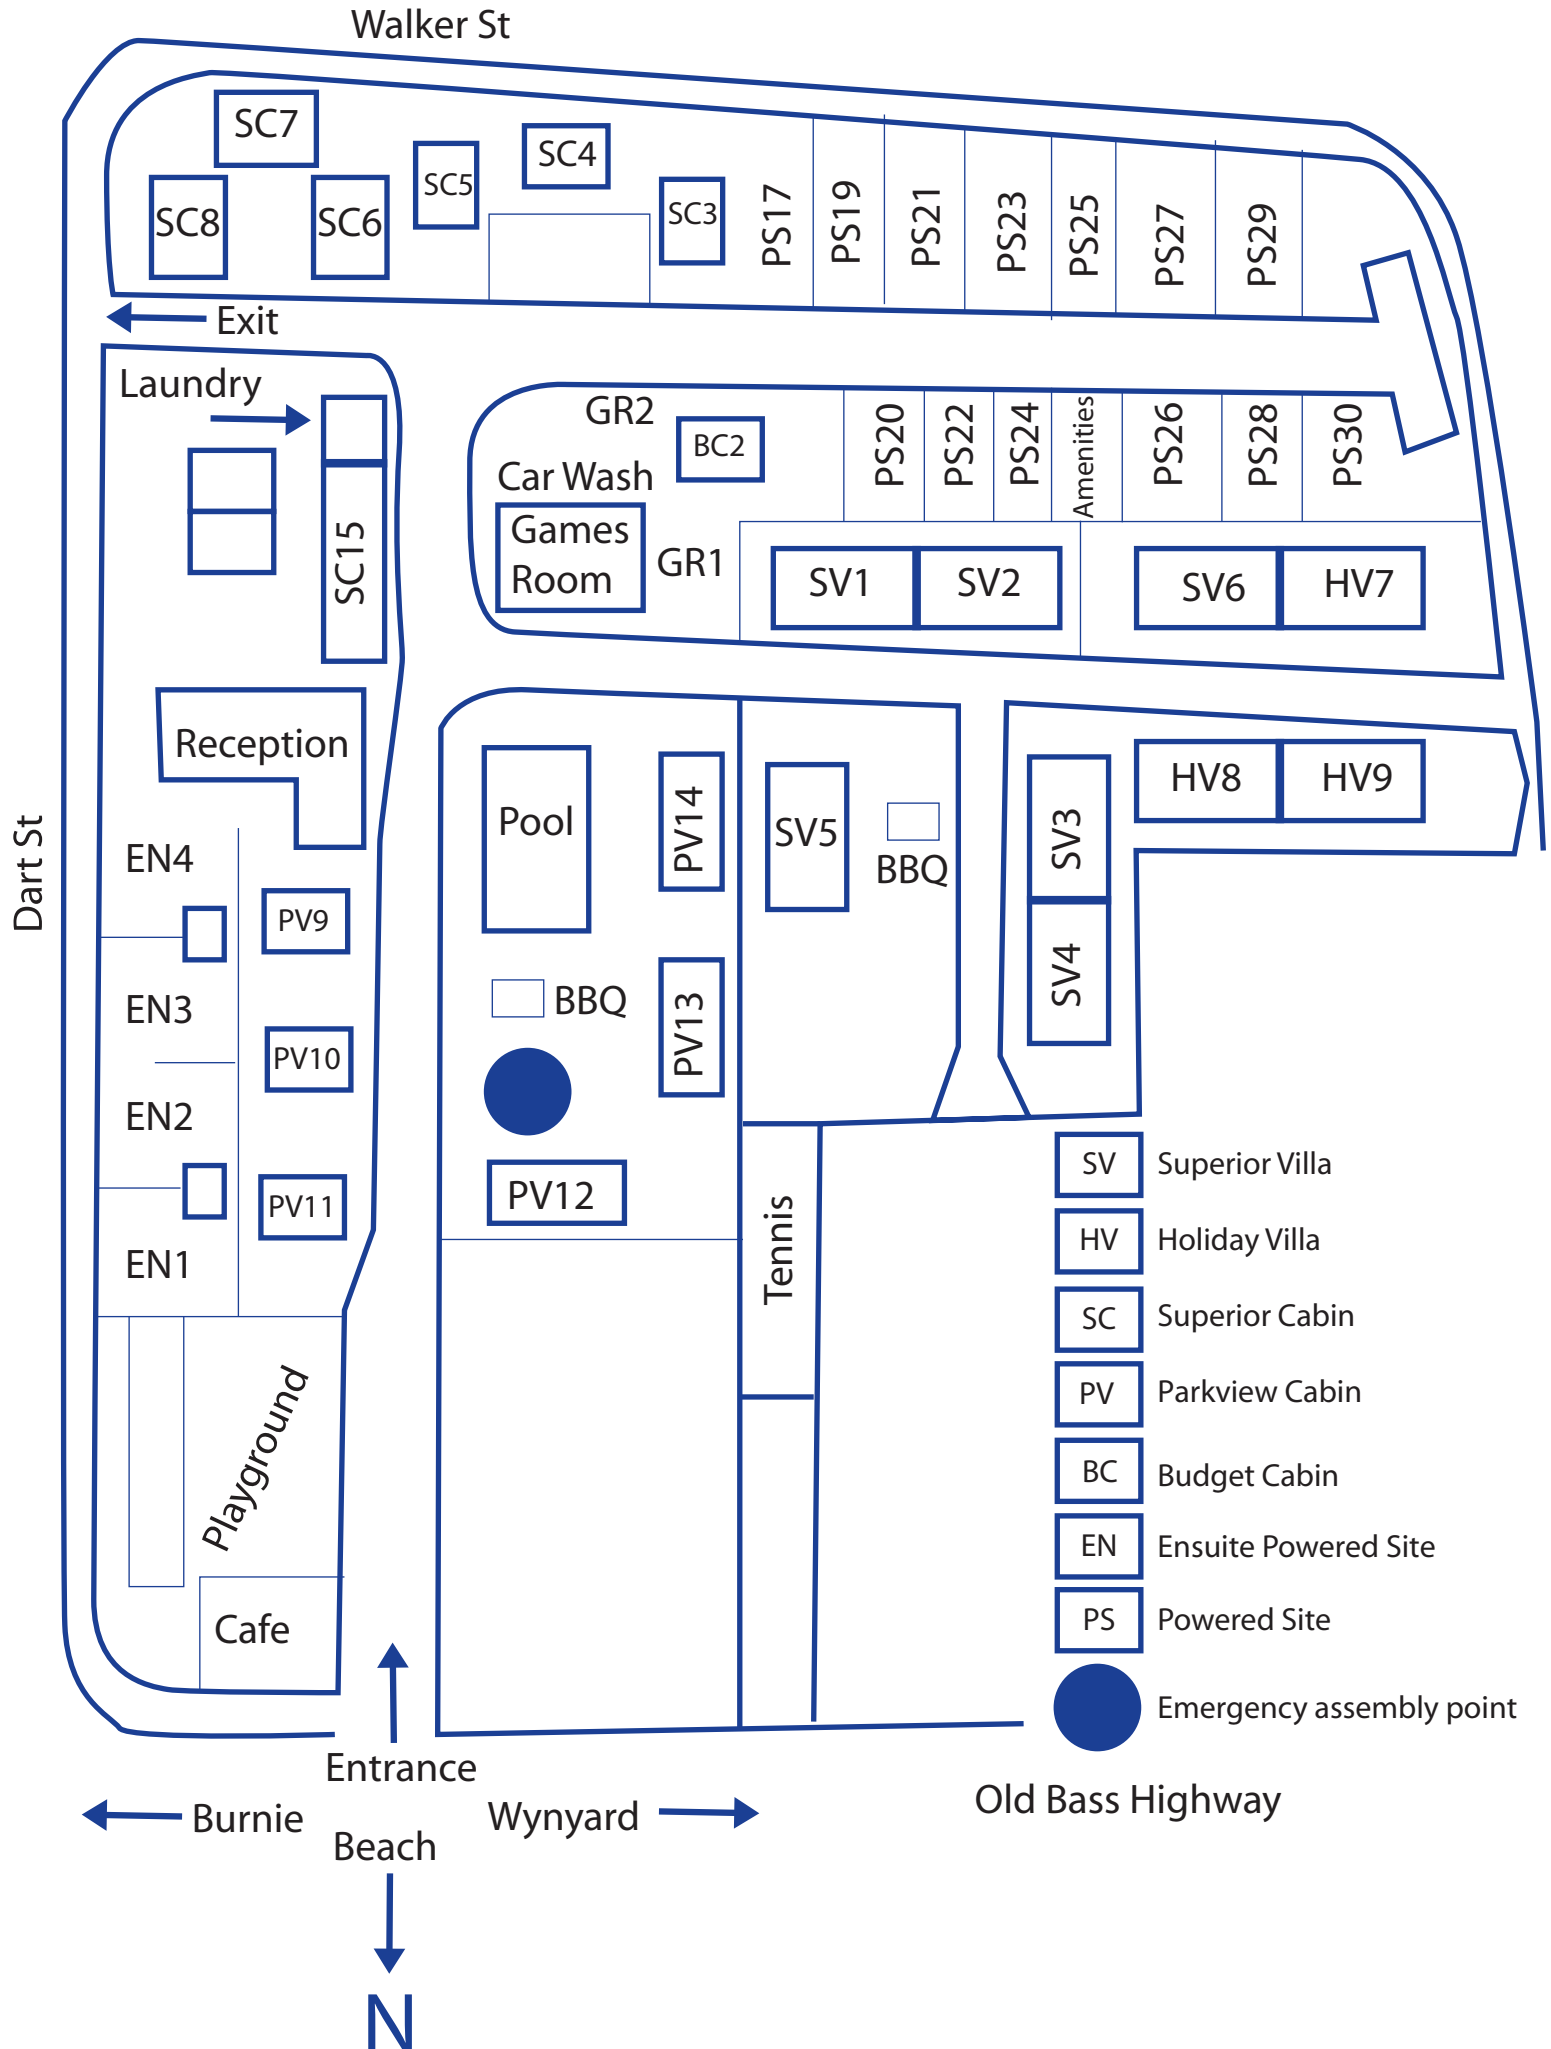 Walker St
SC7
SC4
SC5
SC3
SC8
SC6
PS17
PS19
PS21
PS23
PS25
PS27
PS29
Exit
Laundry
GR2
BC2
PS20
PS22
PS24
Amenities
PS26
PS28
PS30
Car Wash
Games
Room
GR1
SC15
SV1
SV2
SV6
HV7
Reception
Dart St
Pool
PV14
SV5
BBQ
SV3
HV8
HV9
EN4
PV9
EN3
BBQ
PV13
SV4
PV10
EN2
PV11
PV12
EN1
Tennis
Playground
Cafe
SV Superior Villa
HV Holiday Villa
SC Superior Cabin
PV Parkview Cabin
BC Budget Cabin
EN Ensuite Powered Site
PS Powered Site
Emergency assembly point
Entrance
Burnie
Wynyard
Old Bass Highway
Beach
N